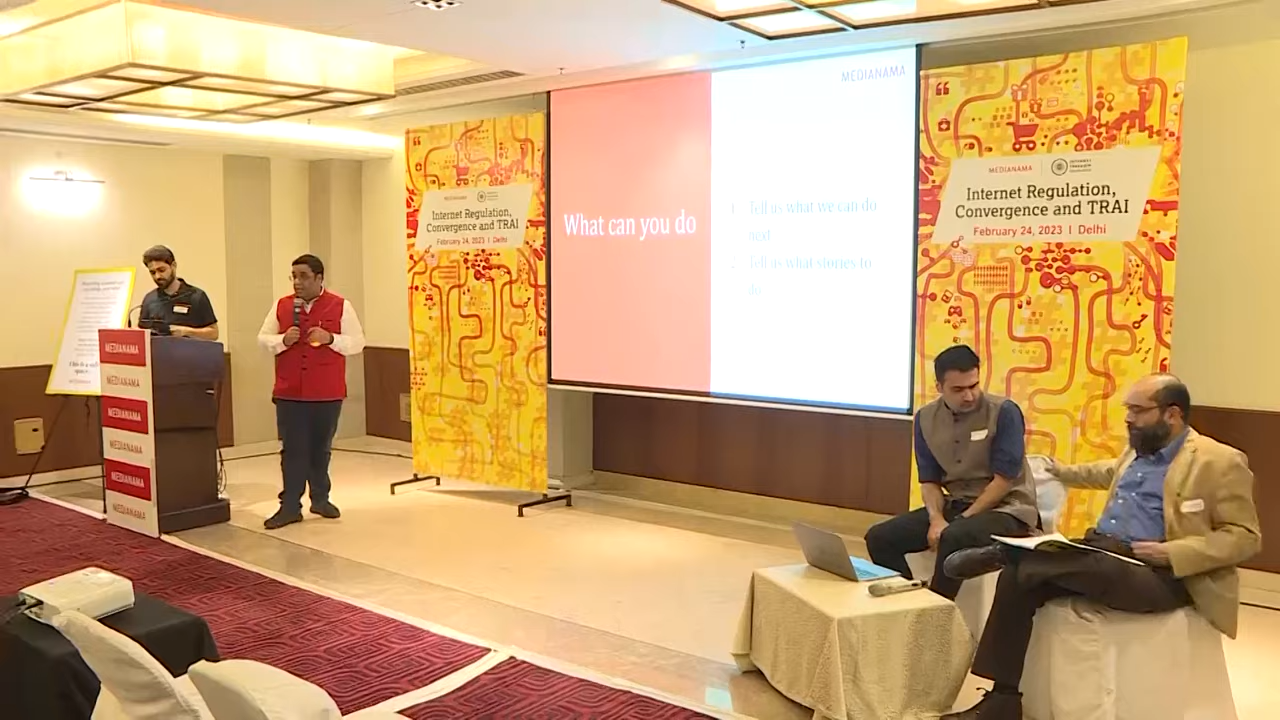 MEDIANAMA
What can you do
1. Tell us what we can do
next
2. Tell us what stories to
do
MEDIANAMA
Internet Regulation,
Convergence and TRAI
February 24, 2023 | Delhi
MEDIANAMA
Internet Regulation,
Convergence and TRAI
February 24, 2023 | Delhi
MEDIANAMA
MEDIANAMA
MEDIANAMA
MEDIANAMA
MEDIANAMA
MEDIANAMA